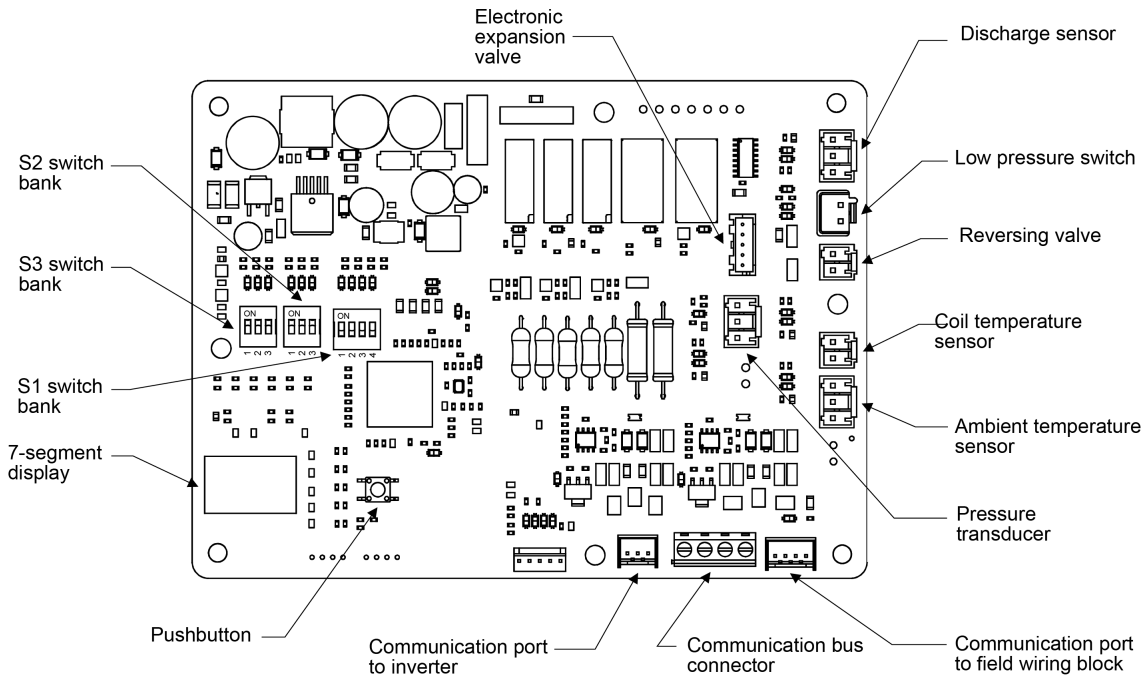 Electronic
expansion
valve
Discharge sensor
S2 switch
bank
Low pressure switch
Reversing valve
S3 switch
bank
ON
ON
ON
1 2 3
1 2 3
1 2 3 4
Coil temperature
sensor
S1 switch
bank
Ambient temperature
sensor
7-segment
display
Pressure
transducer
Pushbutton
Communication port
to inverter
Communication bus
connector
Communication port
to field wiring block